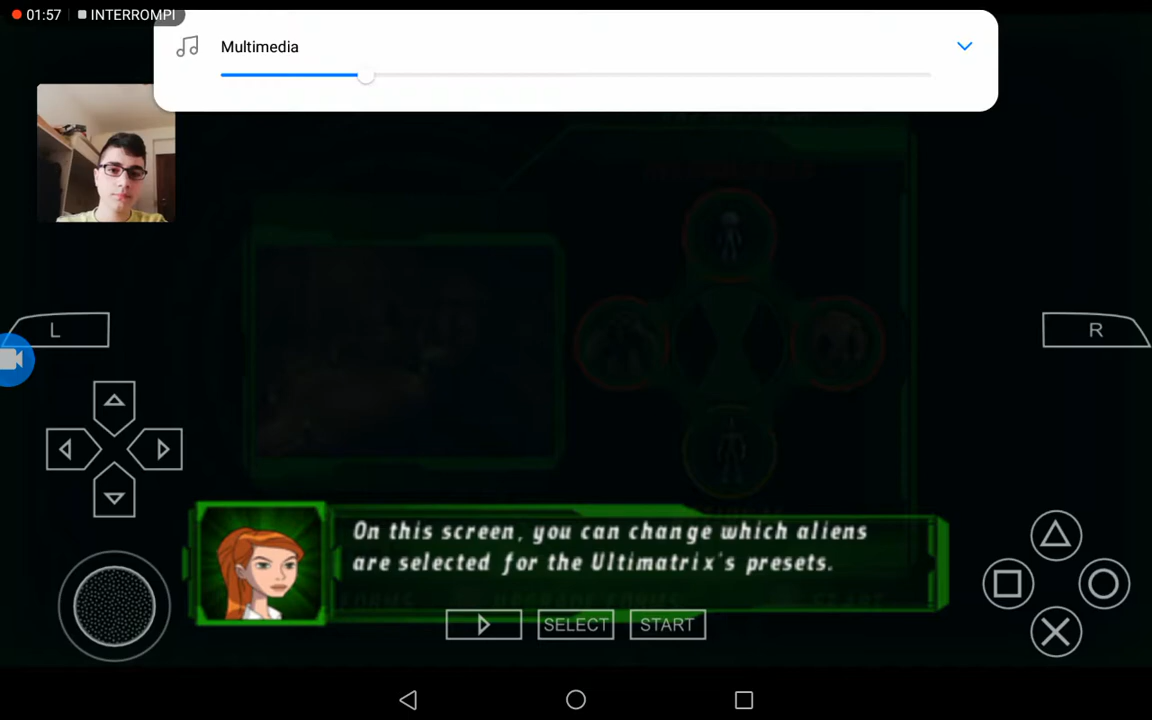 01:57
INTERROMPI
Multimedia
L
R
On this screen, you can change which aliens
are selected for the Ultimatrix's presets.
SELECT
START